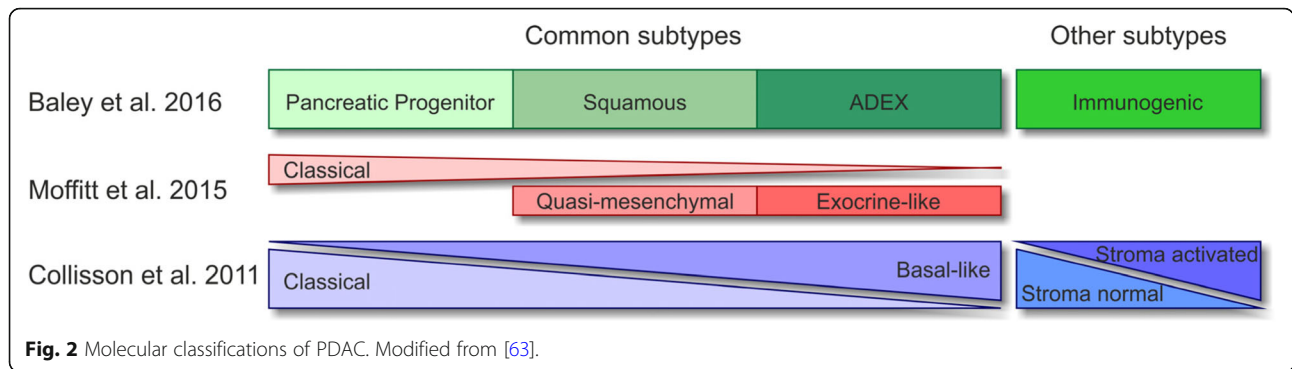 Common subtypes
Other subtypes
Baley et al. 2016
Pancreatic Progenitor
Squamous
ADEX
Immunogenic
Moffitt et al. 2015
Classical
Quasi-mesenchymal
Exocrine-like
Collisson et al. 2011
Classical
Basal-like
Stroma activated
Stroma normal
Fig. 2 Molecular classifications of PDAC. Modified from [63].